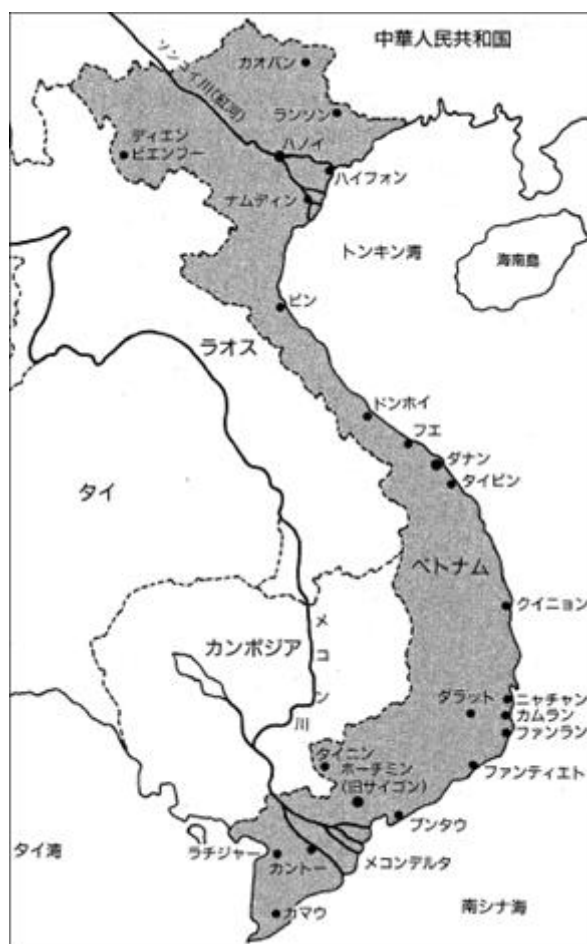 中華人民共和国
カオバン
ソンコイ川(紅河)
ランソン
ディエン
ビエンフー
ハノイ
ハイフォン
ナムディン
トンキン湾
海南島
ビン
ラオス
ドンホイ
フエ
ダナン
タイビン
タイ
ベトナム
クイニョン
メコン川
カンボジア
ダラット
ニャチャン
カムラン
ファンラン
タイニン
ホーチミン
(旧サイゴン)
ファンティエト
ブンタウ
タイ湾
ラチジャー
カントー
メコンデルタ
カマウ
南シナ海